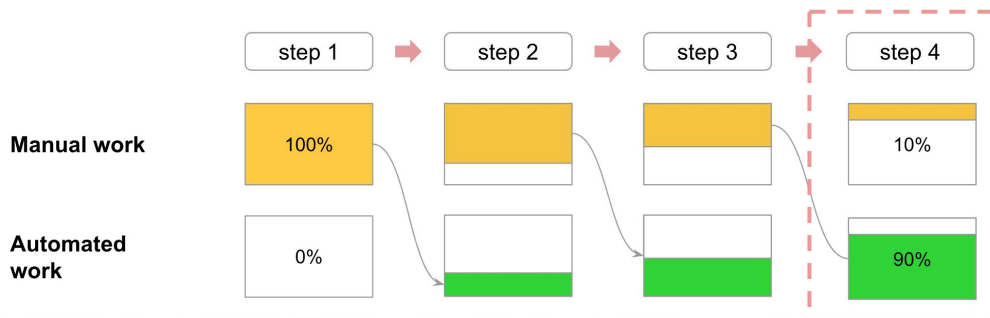 step 1
step 2
step 3
step 4
Manual work
100%
10%
Automated
work
0%
90%